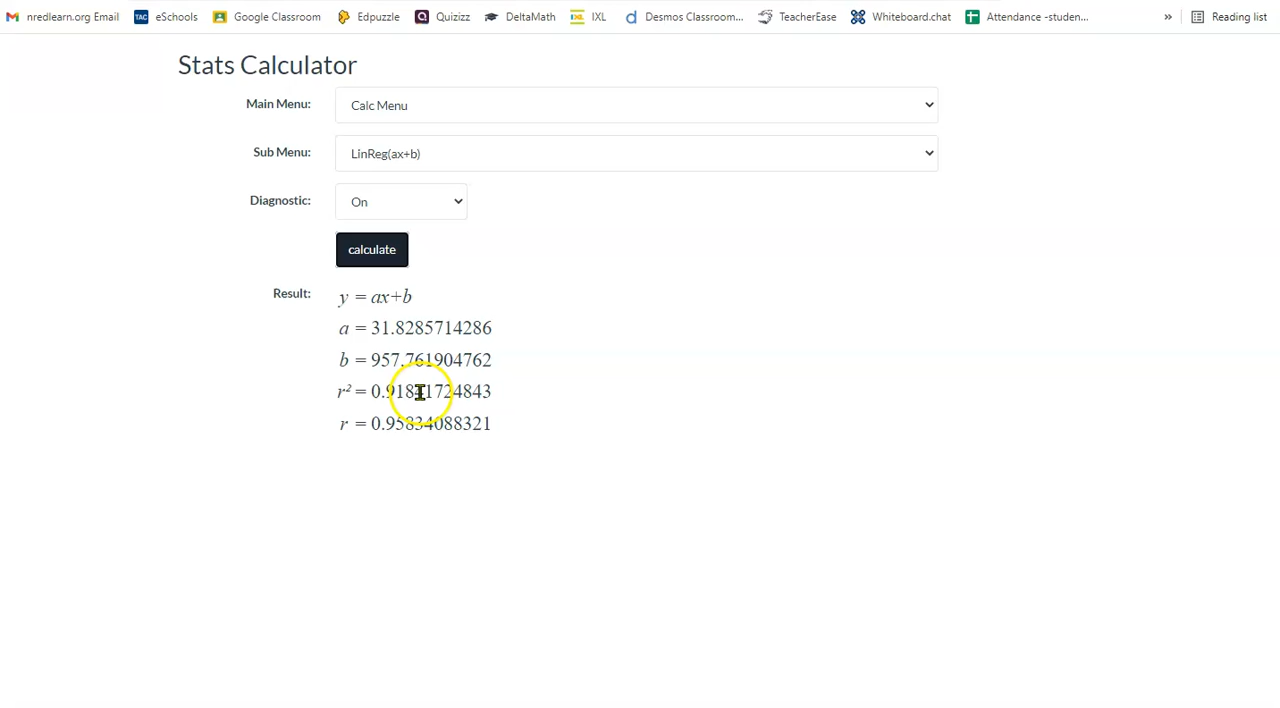 nredlearn.org Email eSchools Google Classroom Edpuzzle Quizizz DeltaMath IXL Desmos Classroom... TeacherEase Whiteboard.chat Attendance -studen... » Reading list
Stats Calculator
Main Menu: Calc Menu
Sub Menu: LinReg(ax+b)
Diagnostic: On
calculate
Result: y = ax+b
a = 31.8285714286
b = 957.761904762
r² = 0.91841724843
r = 0.95834088321